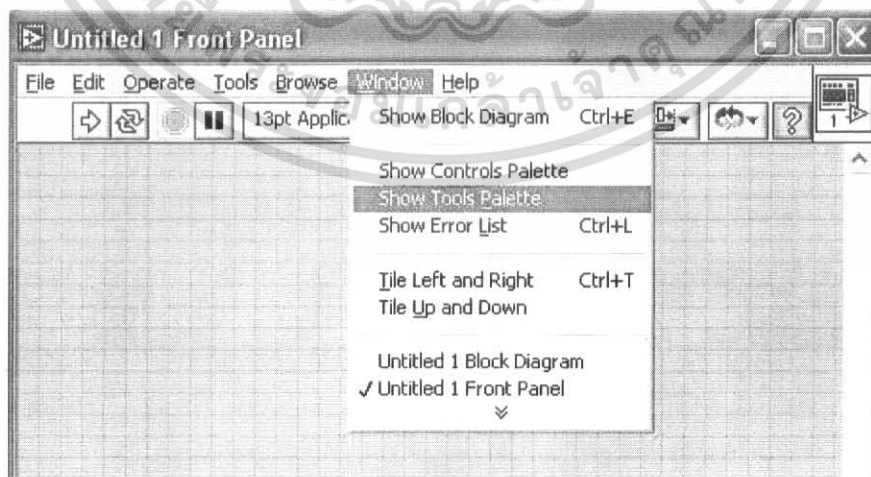 Untitled 1 Front Panel
File Edit Operate Tools Browse Window Help
13pt Applic
1
Show Block Diagram Ctrl+E
Show Controls Palette
Show Tools Palette
Show Error List Ctrl+L
Tile Left and Right Ctrl+T
Tile Up and Down
Untitled 1 Block Diagram
✓ Untitled 1 Front Panel